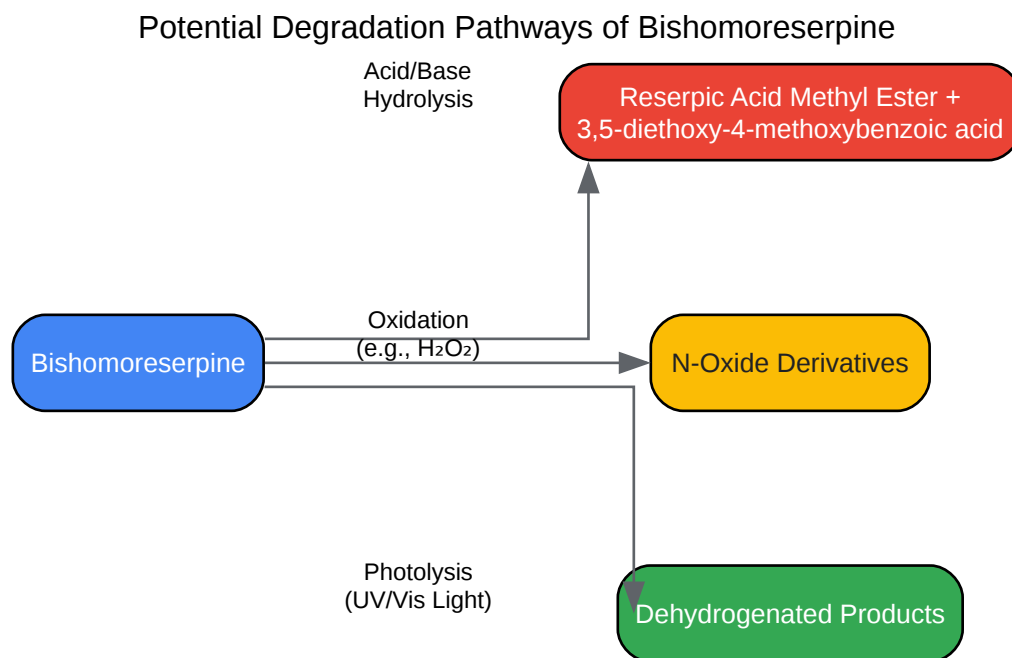 Potential Degradation Pathways of Bishomoreserpine
Acid/Base
Hydrolysis
Reserpic Acid Methyl Ester +
3,5-diethoxy-4-methoxybenzoic acid
Oxidation
(e.g., H₂O₂)
Bishomoreserpine
N-Oxide Derivatives
Photolysis
(UV/Vis Light)
Dehydrogenated Products